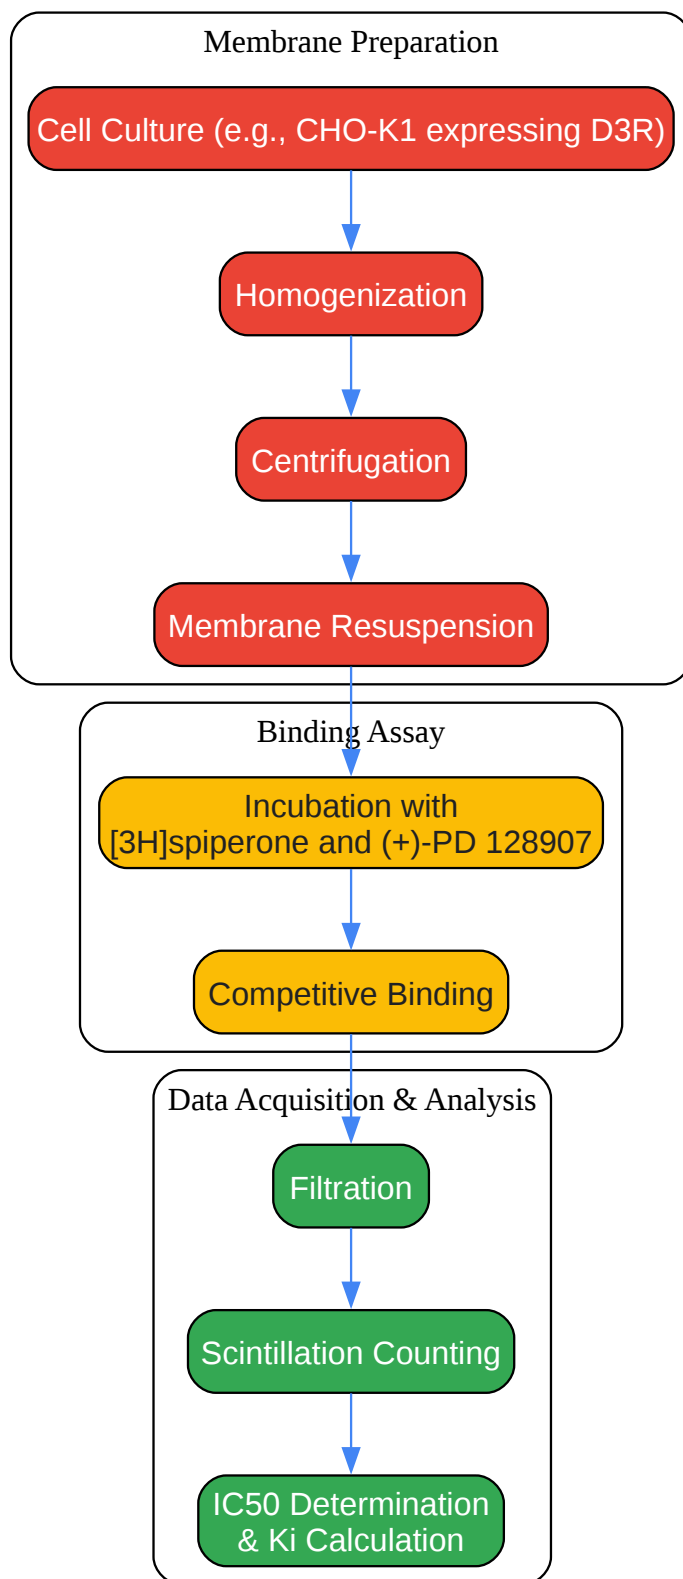 Membrane Preparation
Cell Culture (e.g., CHO-K1 expressing D3R)
Homogenization
Centrifugation
Membrane Resuspension
Binding Assay
Incubation with
[3H]spiperone and (+)-PD 128907
Competitive Binding
Data Acquisition & Analysis
Filtration
Scintillation Counting
IC50 Determination
& Ki Calculation